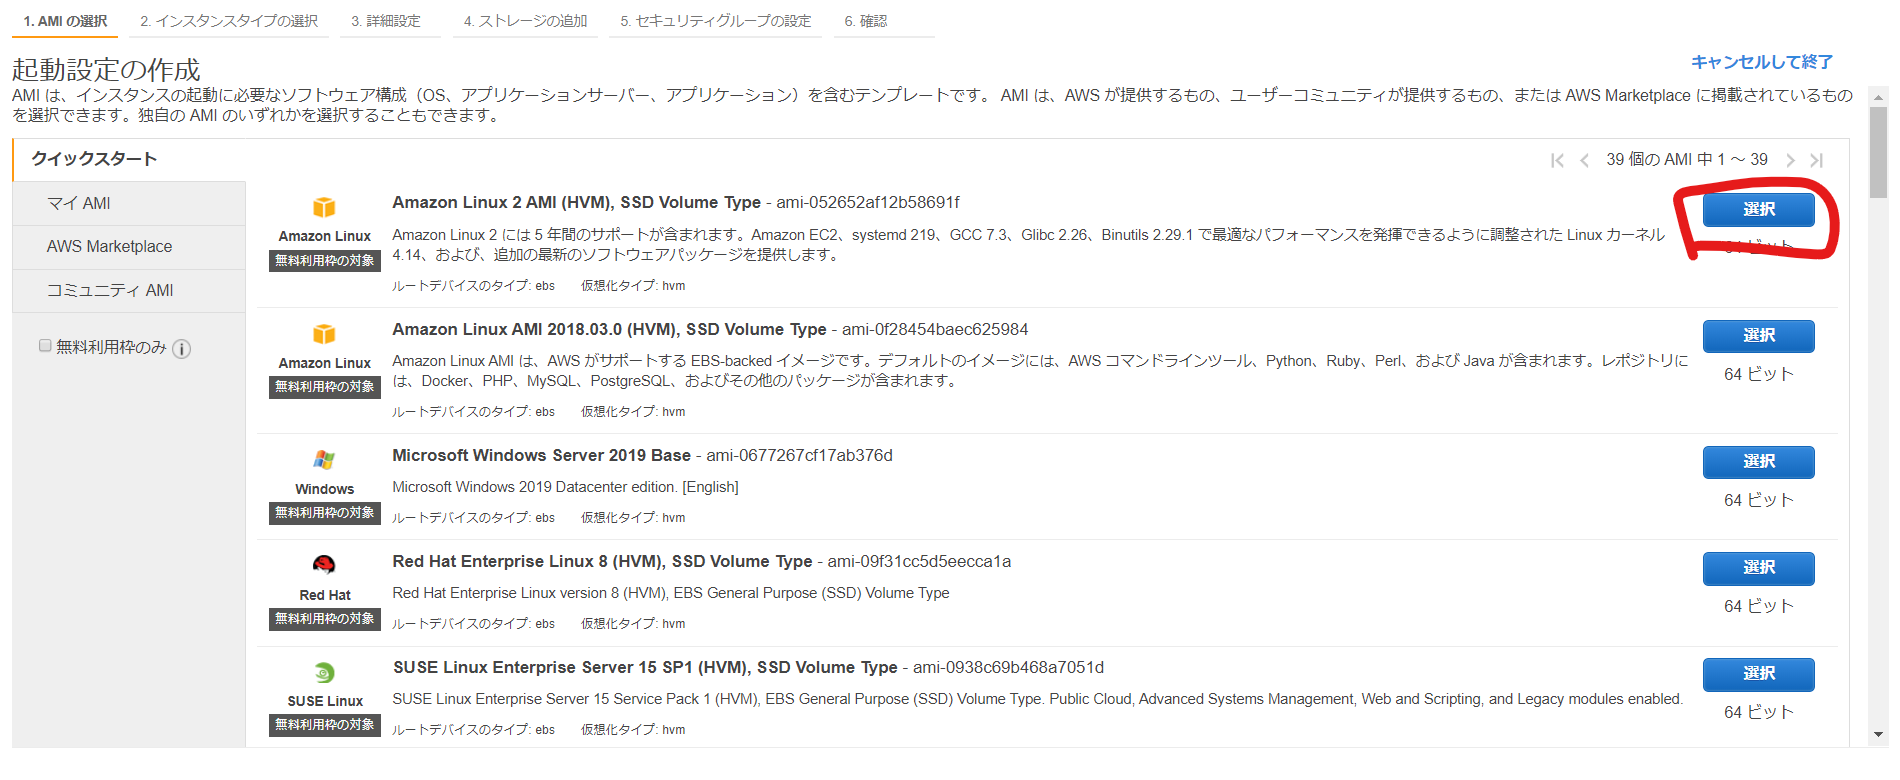 1. AMI の選択
2. インスタンスタイプの選択
3. 詳細設定
4. ストレージの追加
5. セキュリティグループの設定
6. 確認
起動設定の作成
キャンセルして終了
AMI は、インスタンスの起動に必要なソフトウェア構成（OS、アプリケーションサーバー、アプリケーション）を含むテンプレートです。 AMI は、AWS が提供するもの、ユーザーコミュニティが提供するもの、または AWS Marketplace に掲載されているもの
を選択できます。独自の AMI のいずれかを選択することもできます。
クイックスタート
39 個の AMI 中 1 ～ 39
マイ AMI
AWS Marketplace
コミュニティ AMI
無料利用枠のみ
Amazon Linux
無料利用枠の対象
Amazon Linux 2 AMI (HVM), SSD Volume Type - ami-052652af12b58691f
Amazon Linux 2 には 5 年間のサポートが含まれます。Amazon EC2、systemd 219、GCC 7.3、Glibc 2.26、Binutils 2.29.1 で最適なパフォーマンスを発揮できるように調整された Linux カーネル
4.14、および、追加の最新のソフトウェアパッケージを提供します。
ルートデバイスのタイプ: ebs 仮想化タイプ: hvm
選択
64 ビット
Amazon Linux
無料利用枠の対象
Amazon Linux AMI 2018.03.0 (HVM), SSD Volume Type - ami-0f28454baec625984
Amazon Linux AMI は、AWS がサポートする EBS-backed イメージです。デフォルトのイメージには、AWS コマンドラインツール、Python、Ruby、Perl、および Java が含まれます。レポジトリに
は、Docker、PHP、MySQL、PostgreSQL、およびその他のパッケージが含まれます。
ルートデバイスのタイプ: ebs 仮想化タイプ: hvm
選択
64 ビット
Windows
無料利用枠の対象
Microsoft Windows Server 2019 Base - ami-0677267cf17ab376d
Microsoft Windows 2019 Datacenter edition. [English]
ルートデバイスのタイプ: ebs 仮想化タイプ: hvm
選択
64 ビット
Red Hat
無料利用枠の対象
Red Hat Enterprise Linux 8 (HVM), SSD Volume Type - ami-09f31cc5d5eecca1a
Red Hat Enterprise Linux version 8 (HVM), EBS General Purpose (SSD) Volume Type
ルートデバイスのタイプ: ebs 仮想化タイプ: hvm
選択
64 ビット
SUSE Linux
無料利用枠の対象
SUSE Linux Enterprise Server 15 SP1 (HVM), SSD Volume Type - ami-0938c69b468a7051d
SUSE Linux Enterprise Server 15 Service Pack 1 (HVM), EBS General Purpose (SSD) Volume Type. Public Cloud, Advanced Systems Management, Web and Scripting, and Legacy modules enabled.
ルートデバイスのタイプ: ebs 仮想化タイプ: hvm
選択
64 ビット